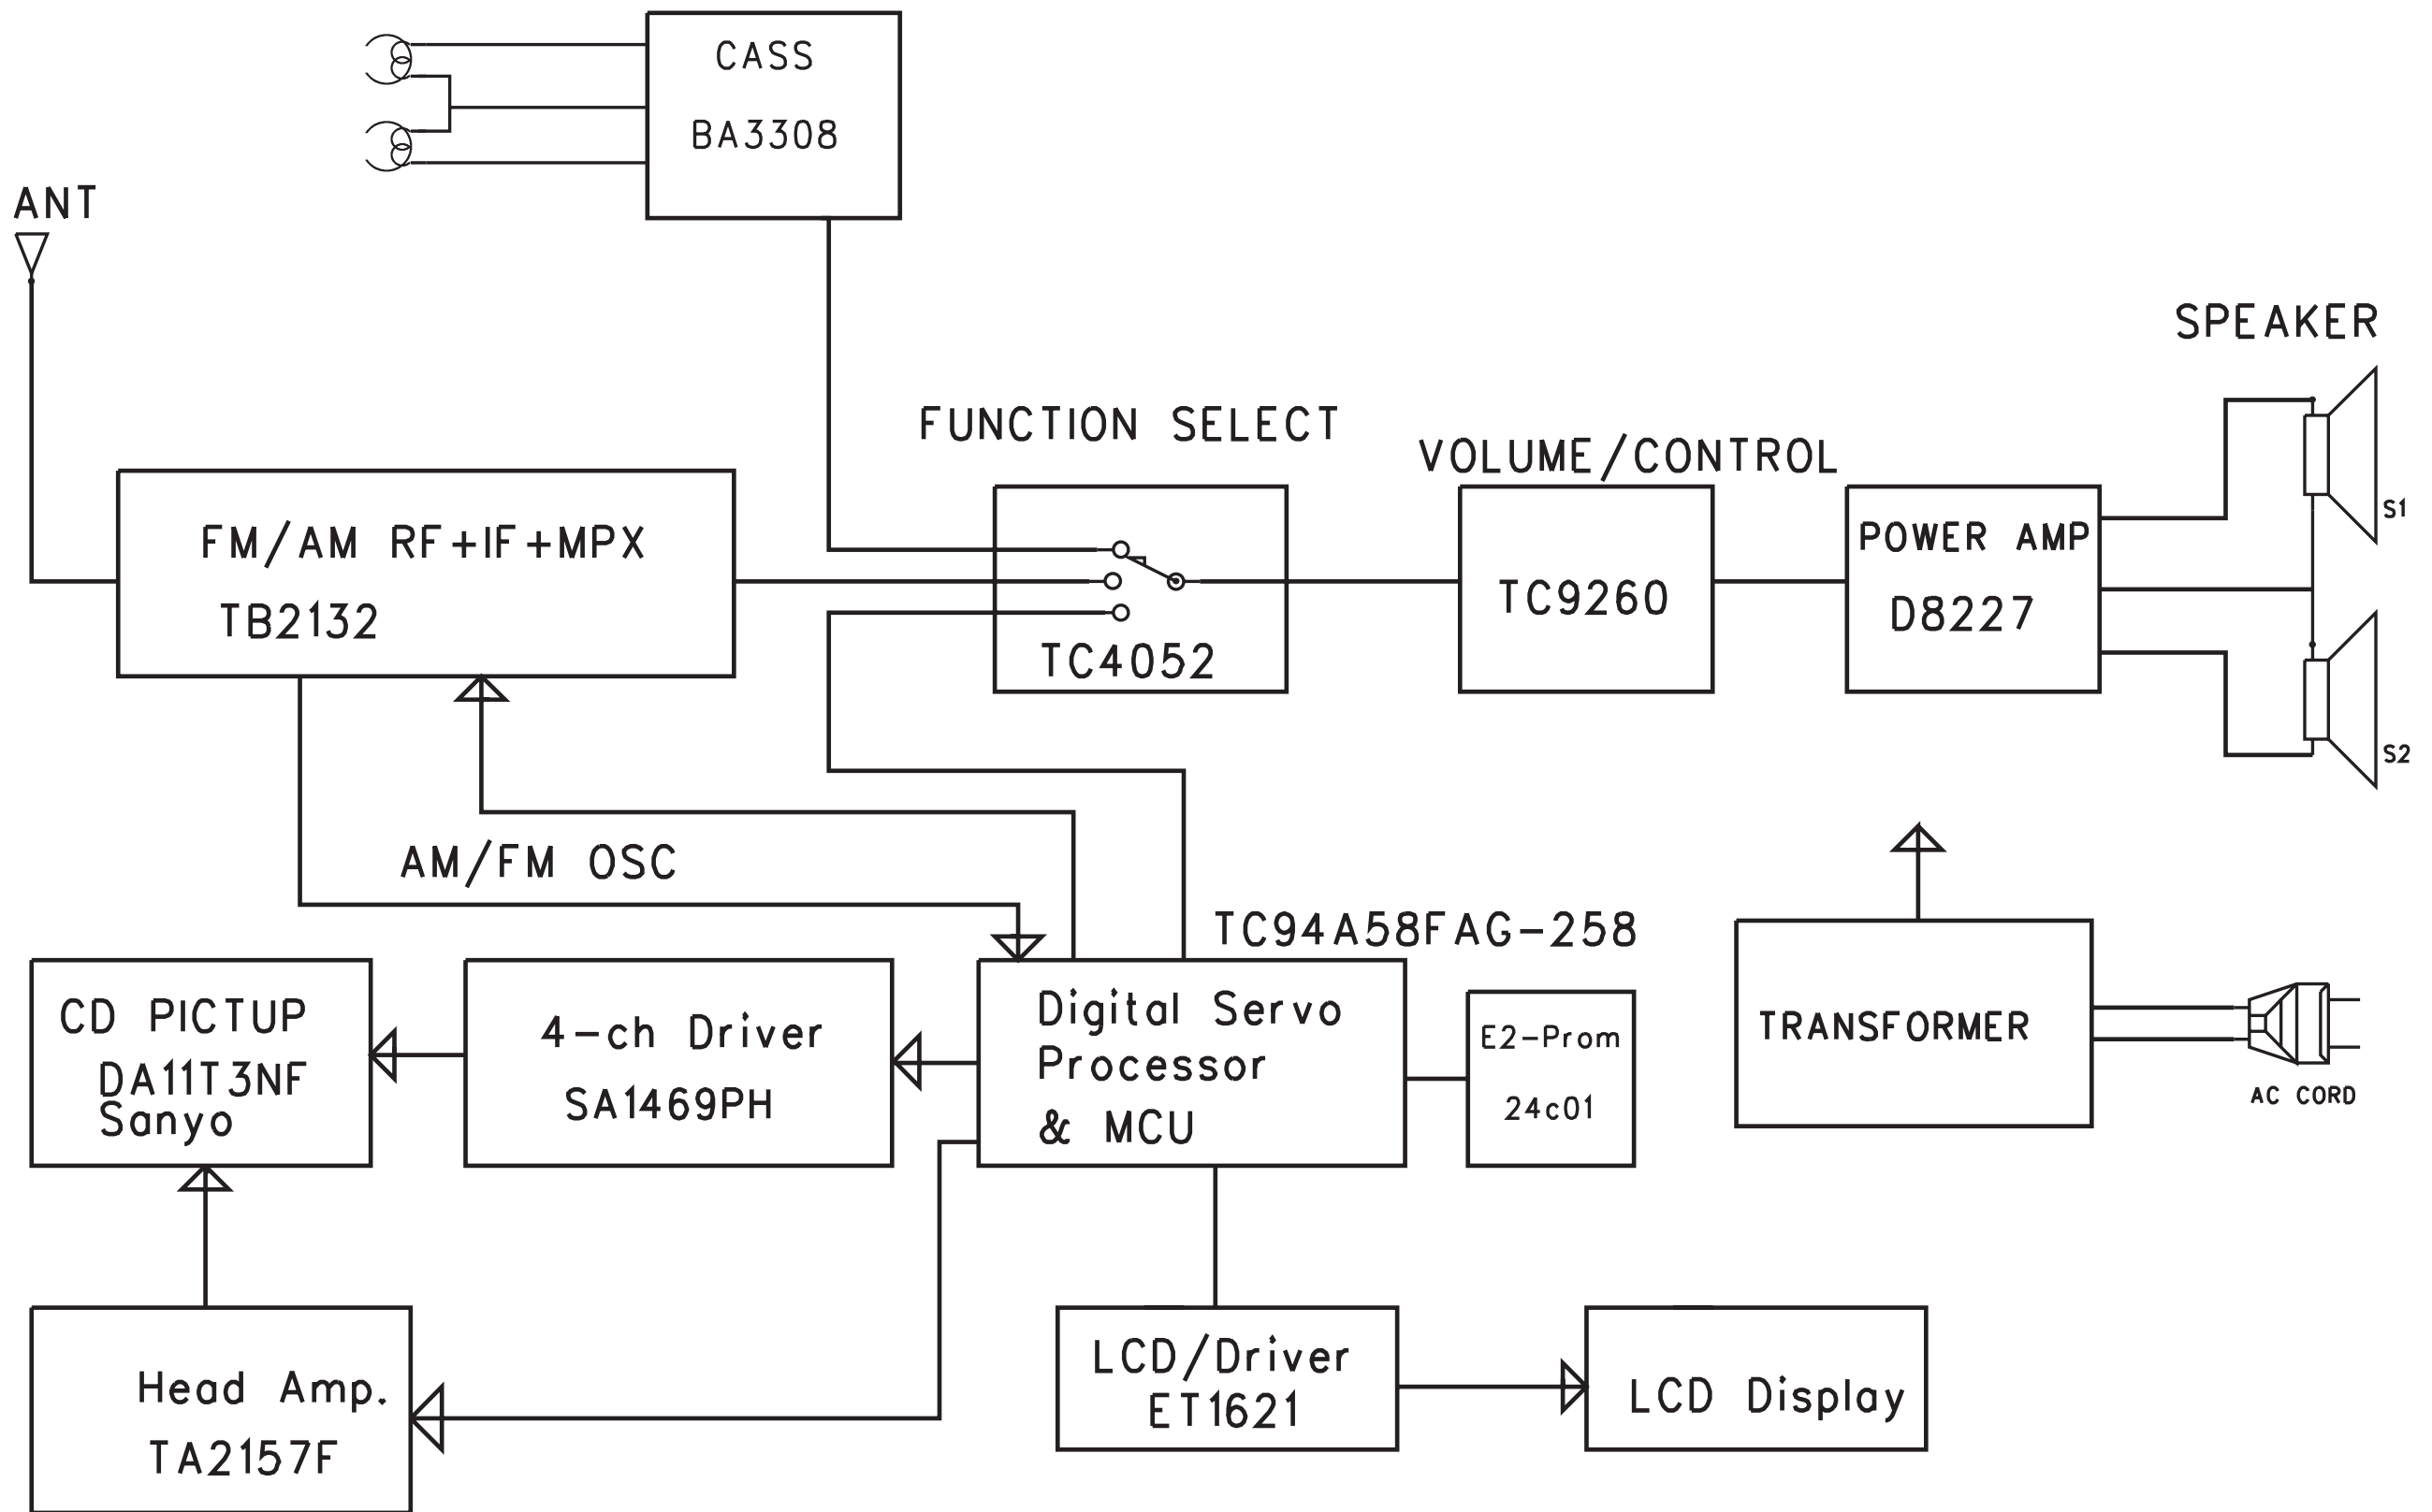 CASS
BA3308
ANT
SPEAKER
FUNCTION SELECT
VOLUME/CONTROL
S1
FM/AM RF+IF+MPX
TB2132
TC4052
TC9260
POWER AMP
D8227
S2
AM/FM OSC
TC94A58FAG-258
CD PICTUP
DA11T3NF
Sanyo
4-ch Driver
SA1469PH
Digital Servo
Processor
& MCU
E2-Prom
24c01
TRANSFORMER
AC CORD
Head Amp.
TA2157F
LCD/Driver
ET1621
LCD Display